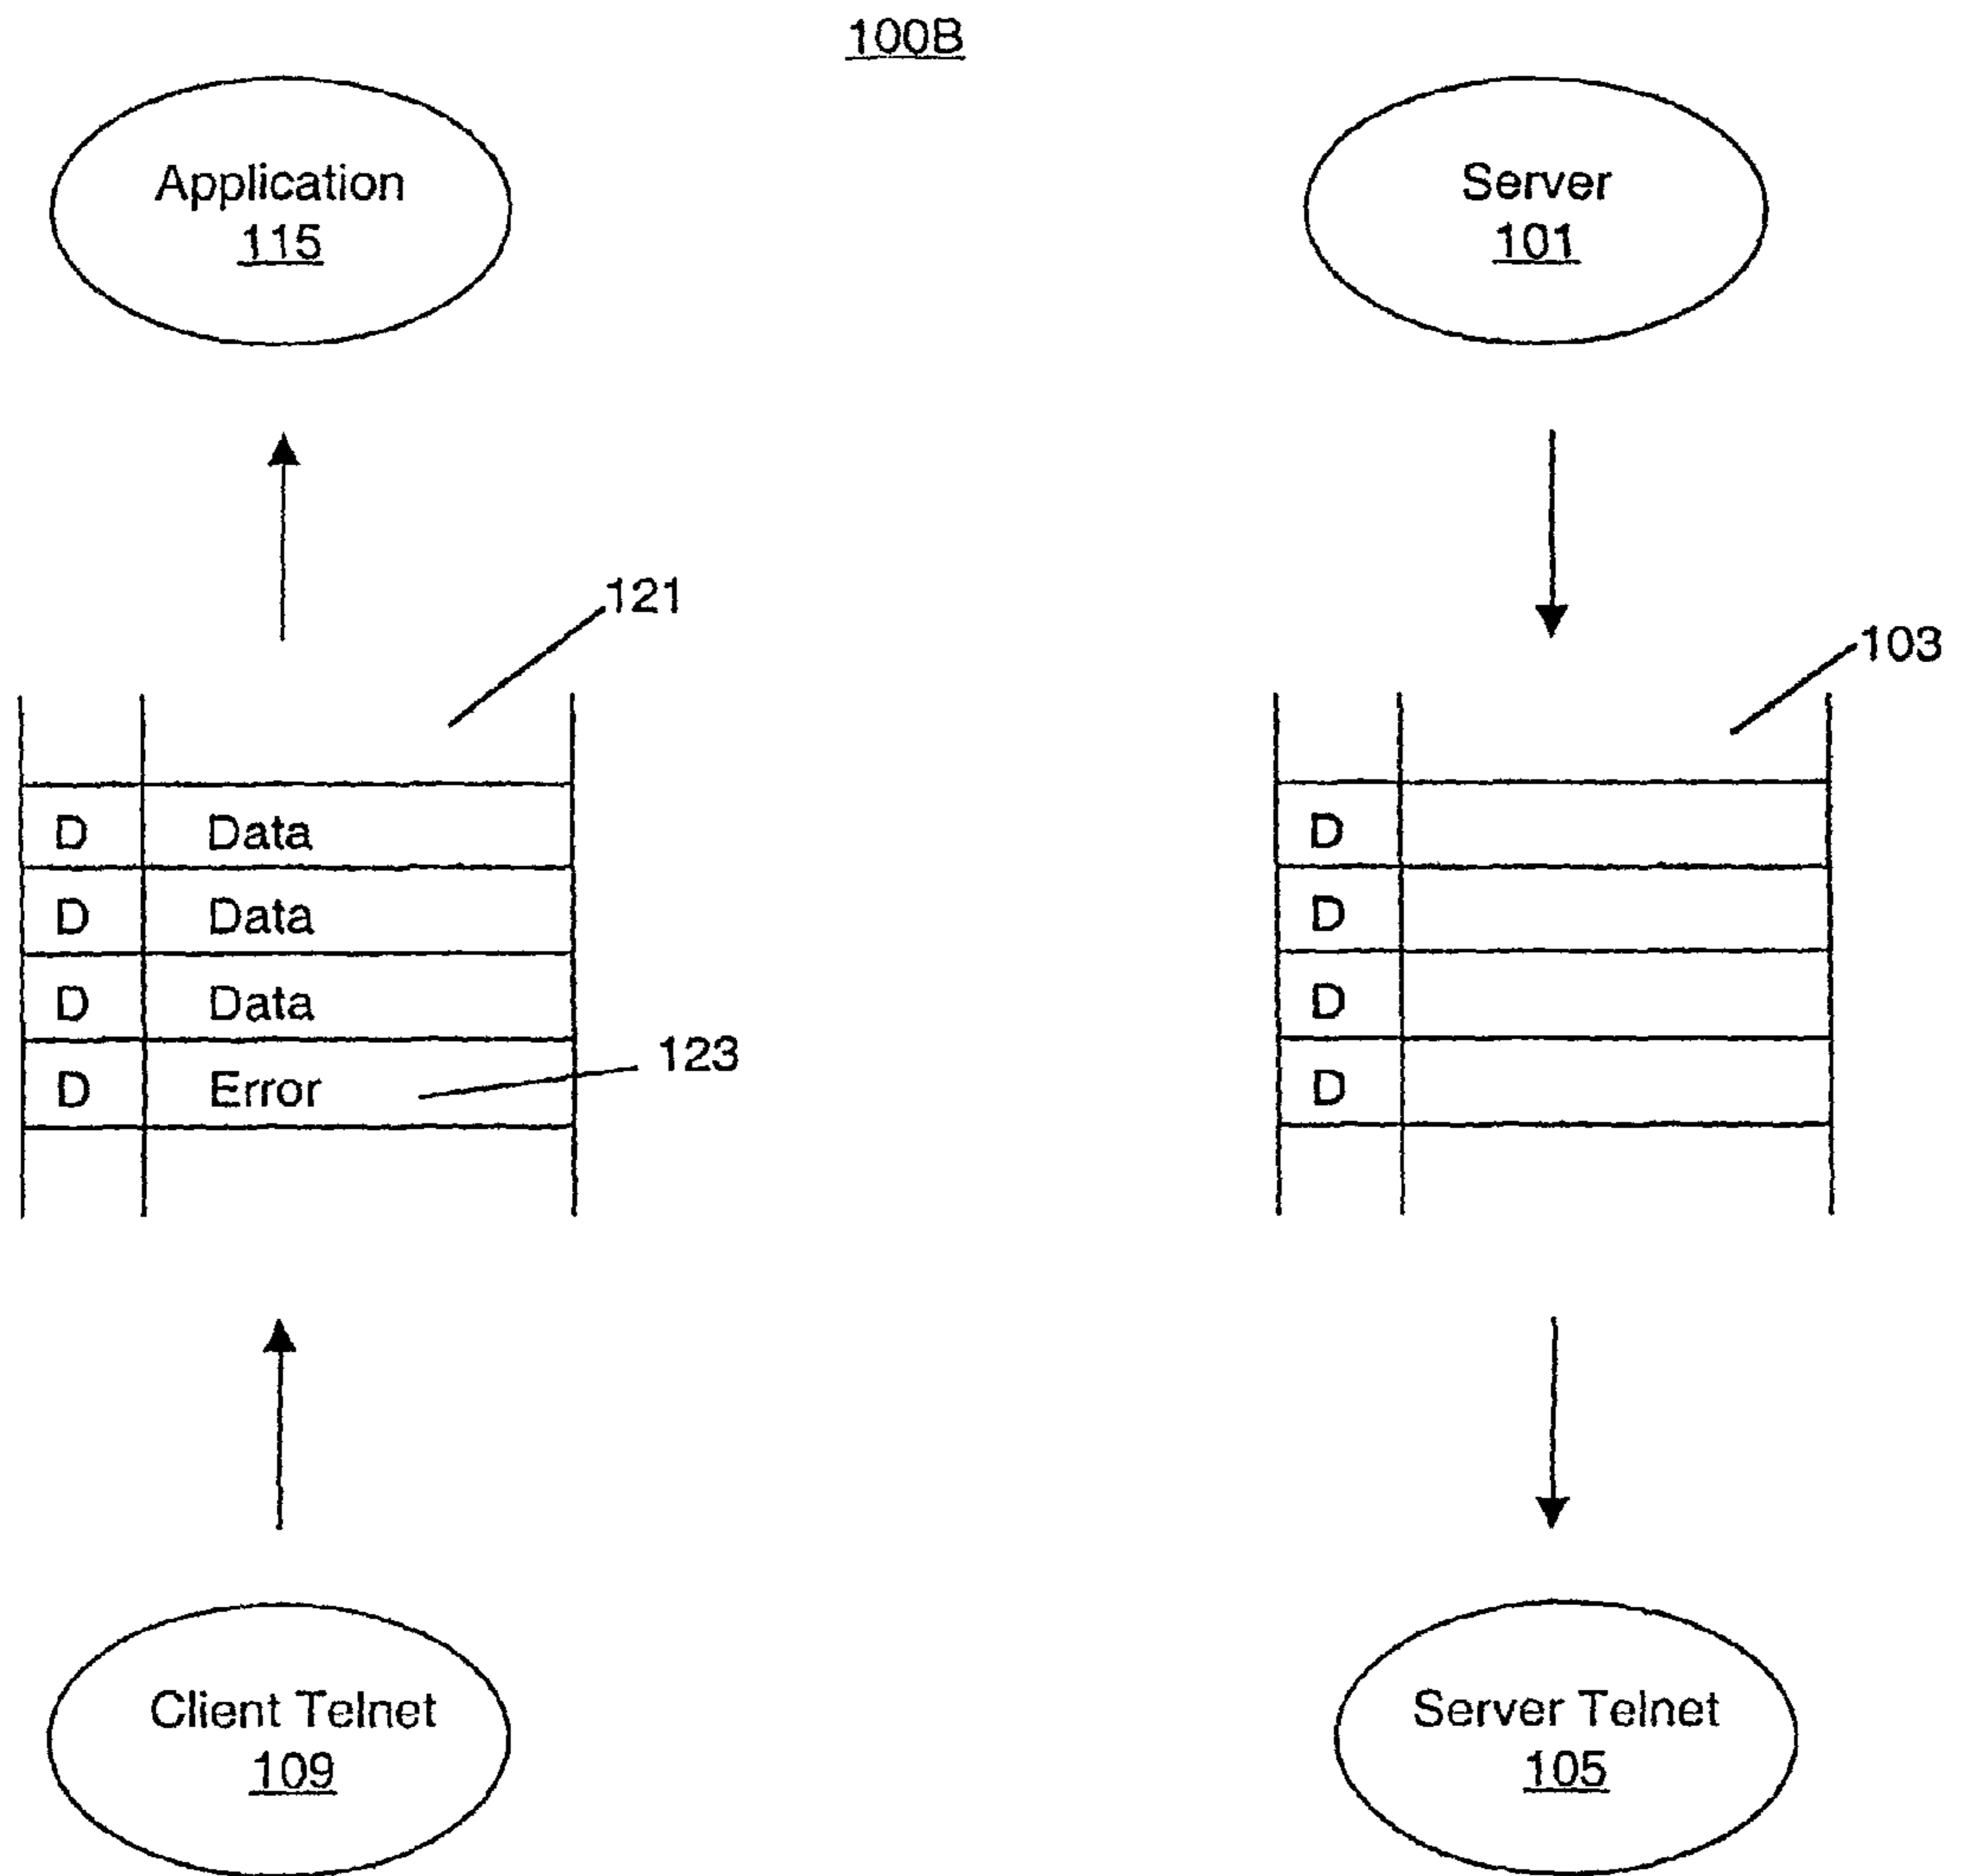 100B
Application
115
Server
101
121
103
D Data
D Data
D Data
D Error
123
D
D
D
D
Client Telnet
109
Server Telnet
105